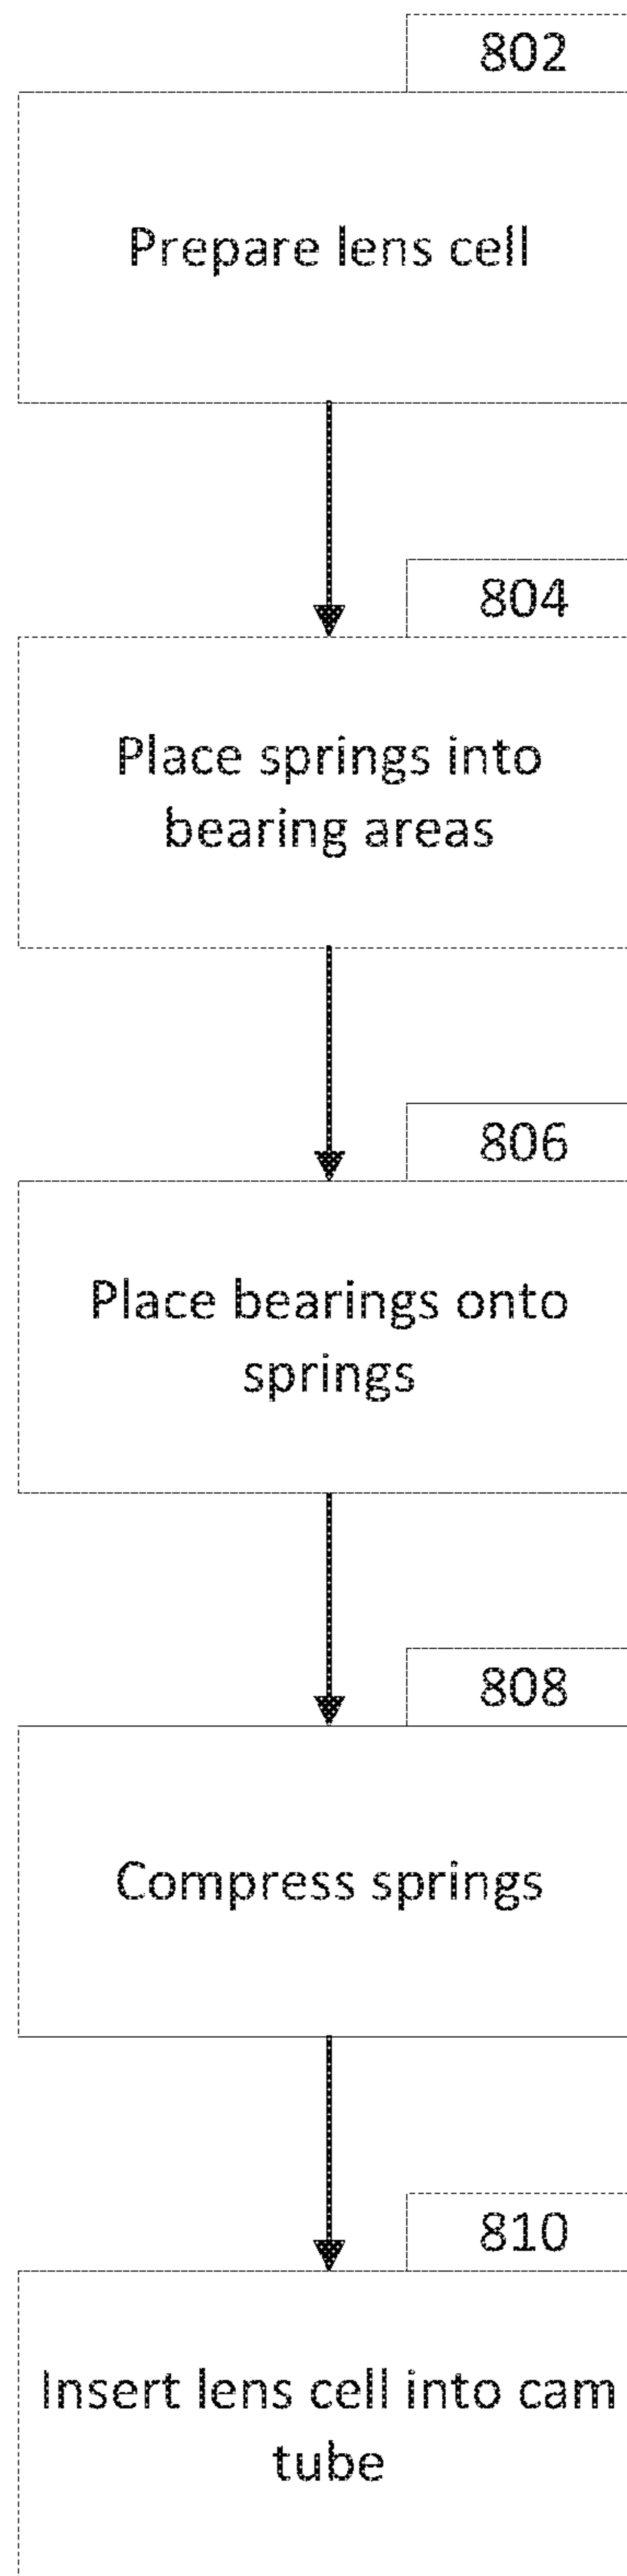 802
Prepare lens cell
804
Place springs into
bearing areas
806
Place bearings onto
springs
808
Compress springs
810
Insert lens cell into cam
tube